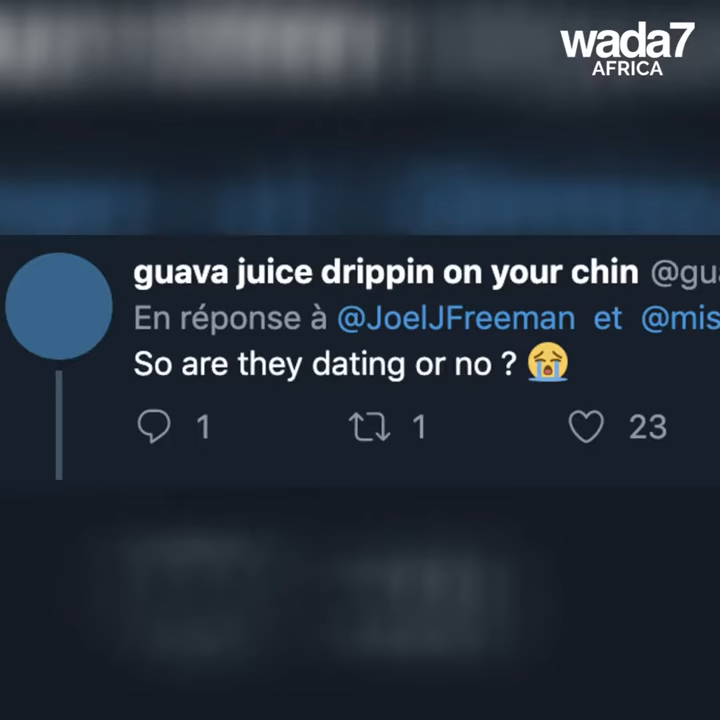 wada7
AFRICA
guava juice drippin on your chin @gua
En réponse à @JoelJFreeman et @mis
So are they dating or no ? 😭
1 1 23